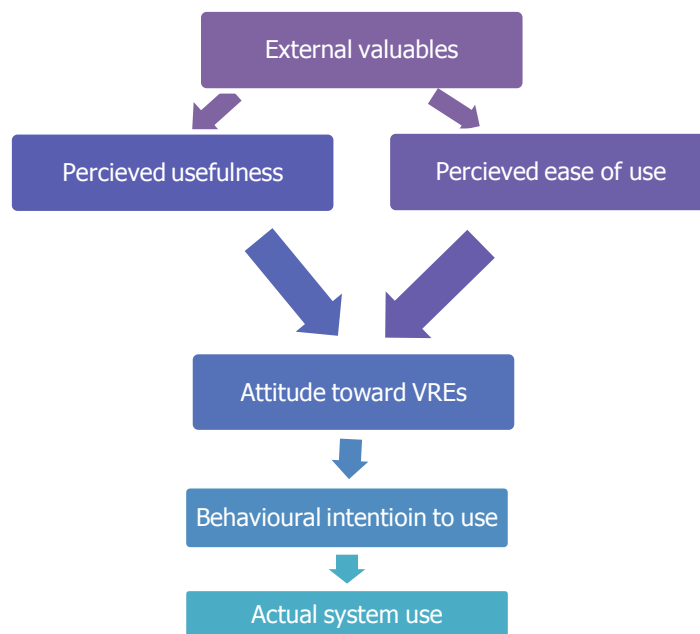 External valuables
Percieved usefulness
Percieved ease of use
Attitude toward VREs
Behavioural intentioin to use
Actual system use